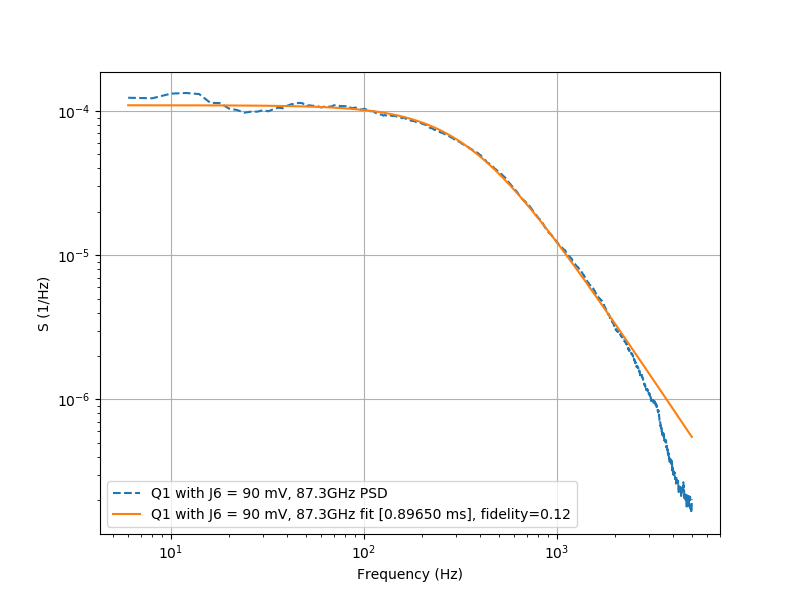 10⁻⁴
10⁻⁵
10⁻⁶
S (1/Hz)
Q1 with J6 = 90 mV, 87.3GHz PSD
Q1 with J6 = 90 mV, 87.3GHz fit [0.89650 ms], fidelity=0.12
10¹ 10² 10³
Frequency (Hz)